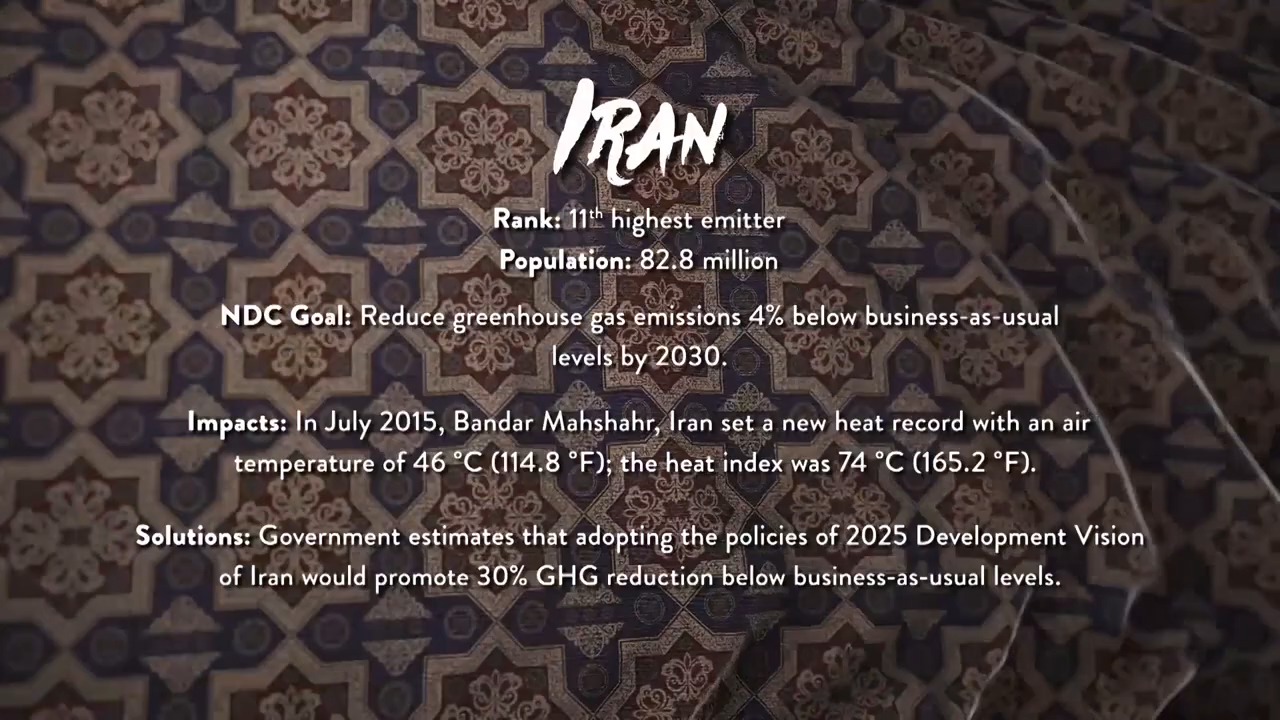 IRAN
Rank: 11th highest emitter
Population: 82.8 million
NDC Goal: Reduce greenhouse gas emissions 4% below business-as-usual
levels by 2030.
Impacts: In July 2015, Bandar Mahshahr, Iran set a new heat record with an air
temperature of 46 °C (114.8 °F); the heat index was 74 °C (165.2 °F).
Solutions: Government estimates that adopting the policies of 2025 Development Vision
of Iran would promote 30% GHG reduction below business-as-usual levels.